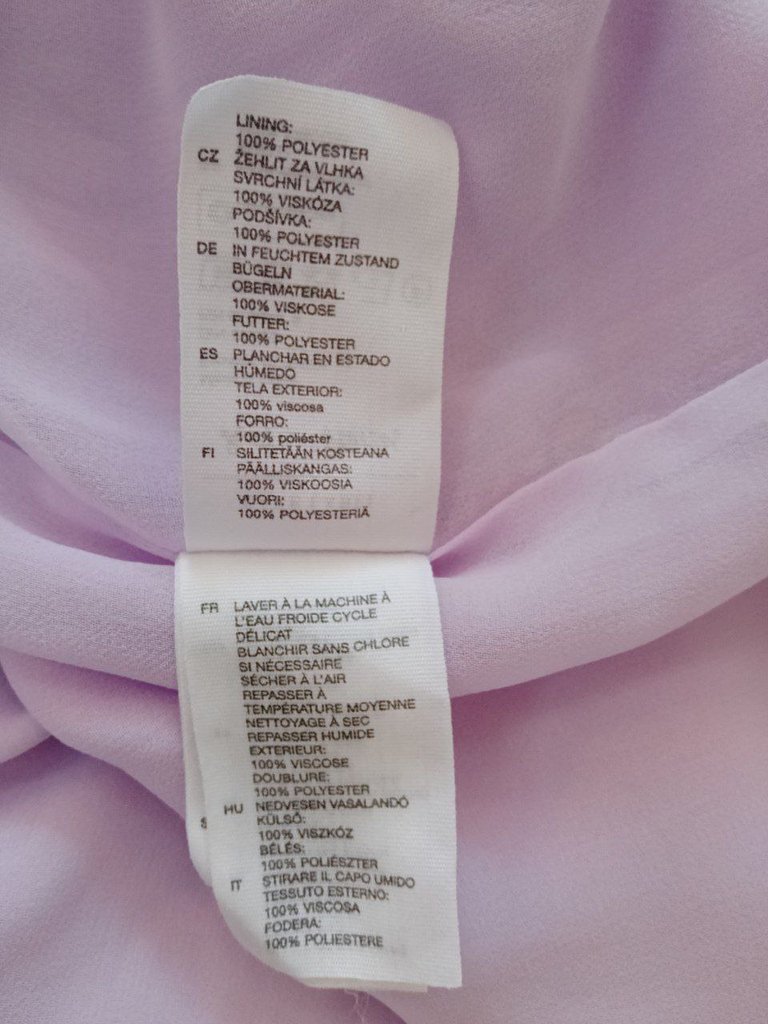 LINING:
100% POLYESTER
CZ ŽEHLIT ZA VLHKA
SVRCHNÍ LÁTKA:
100% VISKÓZA
PODŠÍVKA:
100% POLYESTER
DE IN FEUCHTEM ZUSTAND
BÜGELN
OBERMATERIAL:
100% VISKOSE
FUTTER:
100% POLYESTER
ES PLANCHAR EN ESTADO
HÚMEDO
TELA EXTERIOR:
100% viscosa
FORRO:
100% poliéster
FI SILITETÄÄN KOSTEANA
PÄÄLLISKANGAS:
100% VISKOOSIA
VUORI:
100% POLYESTERIÄ
FR LAVER À LA MACHINE À
L'EAU FROIDE CYCLE
DÉLICAT
BLANCHIR SANS CHLORE
SI NÉCESSAIRE
SÉCHER À L'AIR
REPASSER À
TEMPÉRATURE MOYENNE
NETTOYAGE À SEC
REPASSER HUMIDE
EXTERIEUR:
100% VISCOSE
DOUBLURE:
100% POLYESTER
HU NEDVESEN VASALANDÓ
KÜLSŐ:
100% VISZKÓZ
BÉLÉS:
100% POLIÉSZTER
IT STIRARE IL CAPO UMIDO
TESSUTO ESTERNO:
100% VISCOSA
FODERA:
100% POLIESTERE